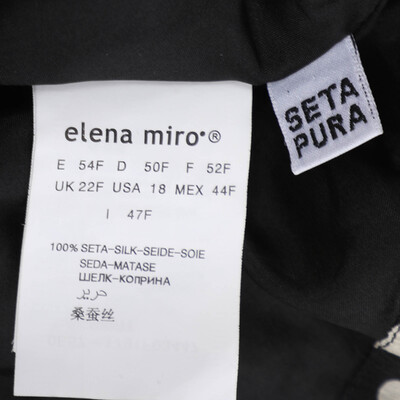 elena miro•®
E 54F D 50F F 52F
UK 22F USA 18 MEX 44F
I 47F
100% SETA-SILK-SEIDE-SOIE
SEDA-MATASE
ШЕЛК-КОПРИНА
حرير
桑蚕丝
SETA
PURA